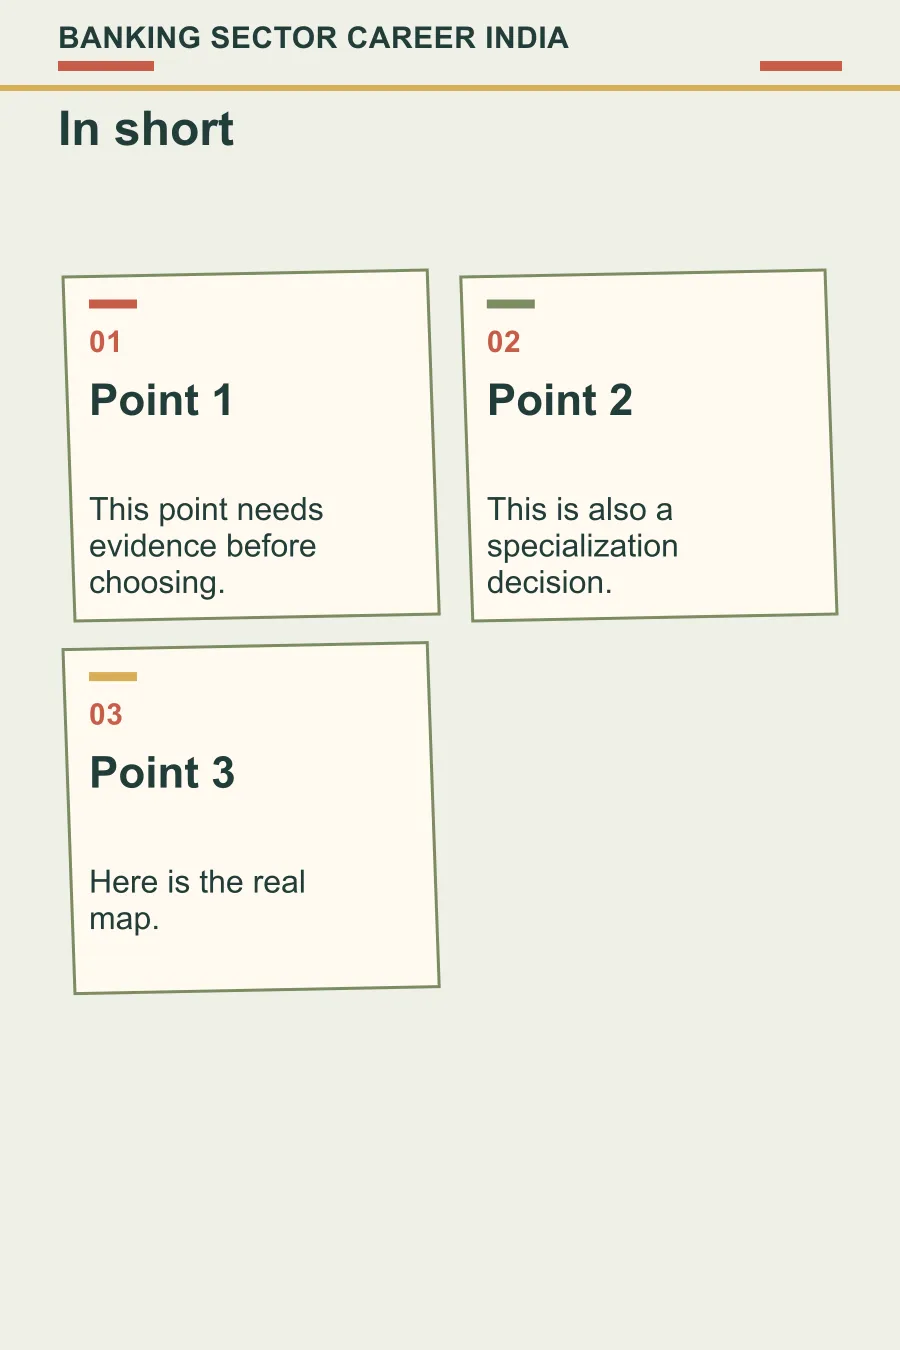 BANKING SECTOR CAREER INDIA
In short
01
Point 1
This point needs
evidence before
choosing.
02
Point 2
This is also a
specialization
decision.
03
Point 3
Here is the real
map.